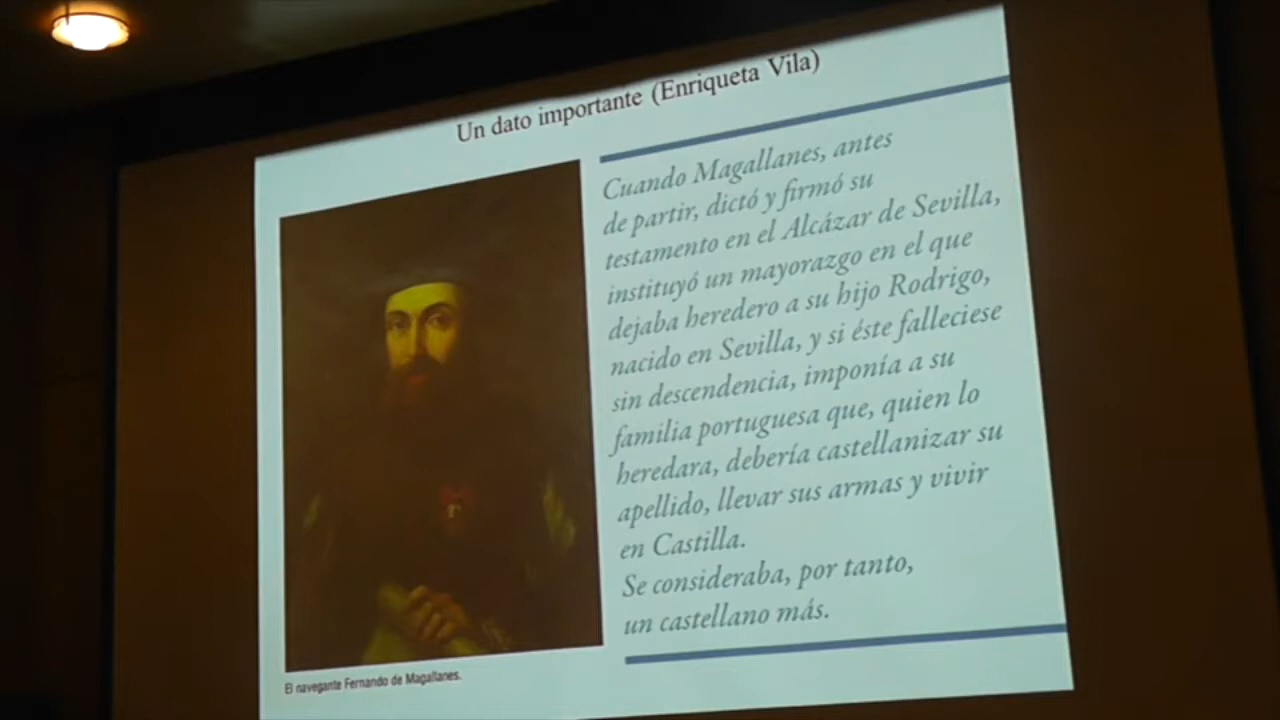 Un dato importante (Enriqueta Vila)
Cuando Magallanes, antes
de partir, dictó y firmó su
testamento en el Alcázar de Sevilla,
instituyó un mayorazgo en el que
dejaba heredero a su hijo Rodrigo,
nacido en Sevilla, y si éste falleciese
sin descendencia, imponía a su
familia portuguesa que, quien lo
heredara, debería castellanizar su
apellido, llevar sus armas y vivir
en Castilla.
Se consideraba, por tanto,
un castellano más.
El navegante Fernando de Magallanes.